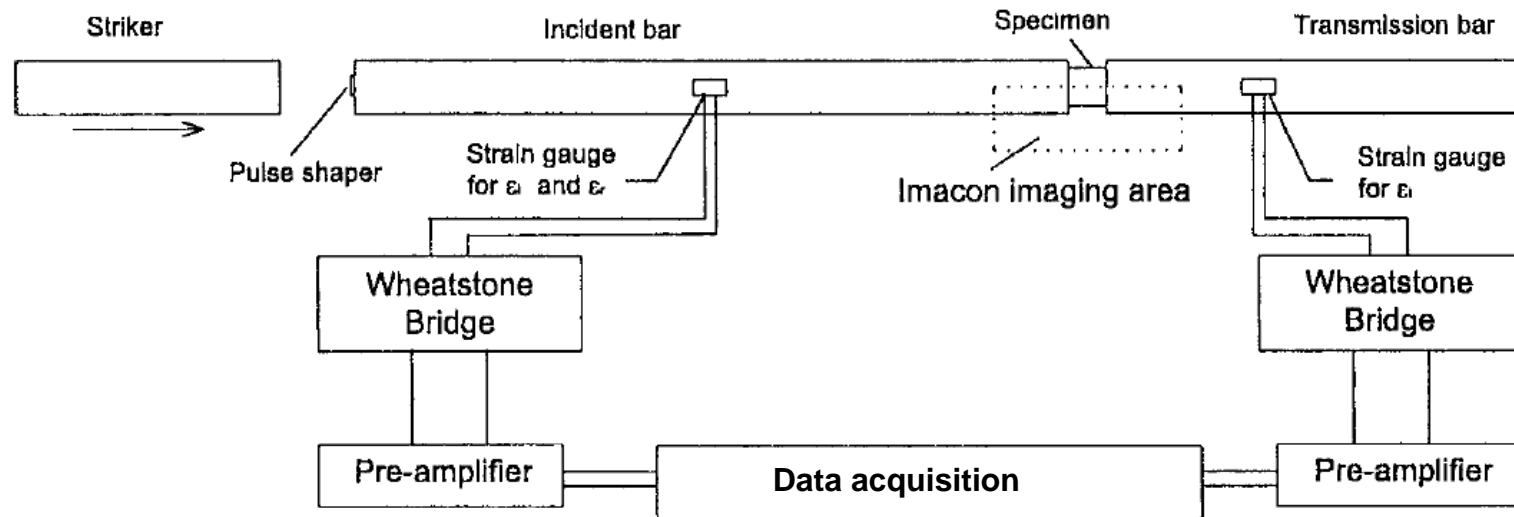 Striker
Incident bar
Specimen
Transmission bar
Pulse shaper
Strain gauge
for εᵢ and εᵣ
Imacon imaging area
Strain gauge
for εₜ
Wheatstone
Bridge
Wheatstone
Bridge
Pre-amplifier
Data acquisition
Pre-amplifier